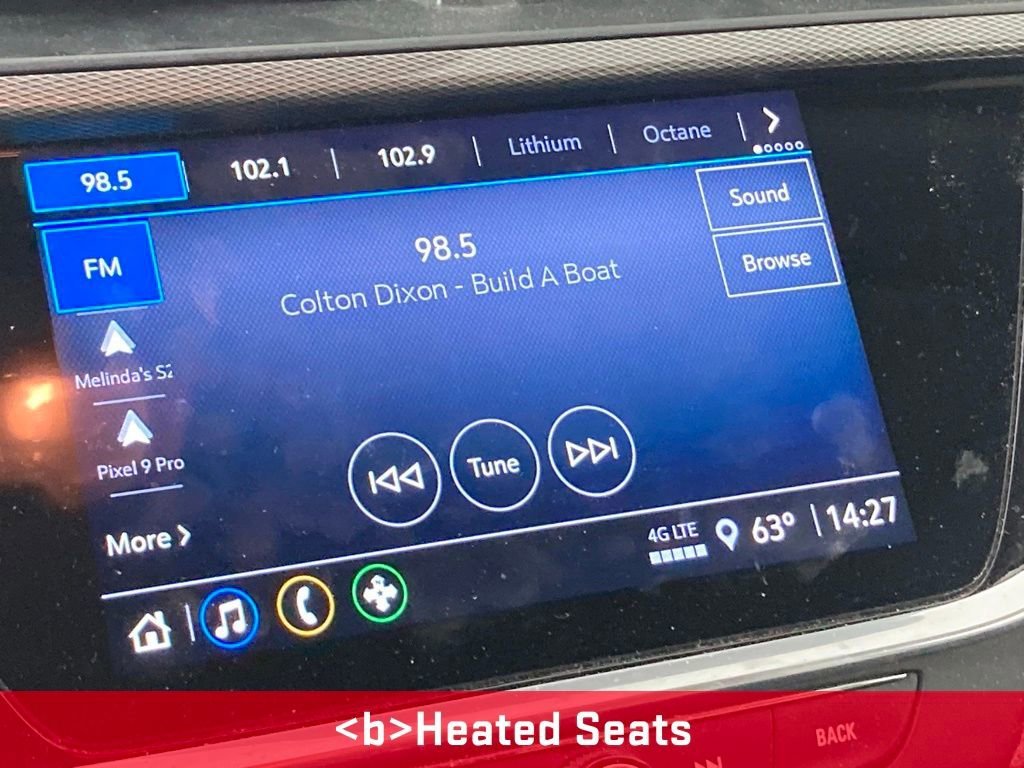 98.5
102.1
102.9
Lithium
Octane
FM
98.5
Colton Dixon - Build A Boat
Sound
Browse
Melinda's S2
Pixel 9 Pro
Tune
More
4G LTE
63°
14:27
<b>Heated Seats
BACK